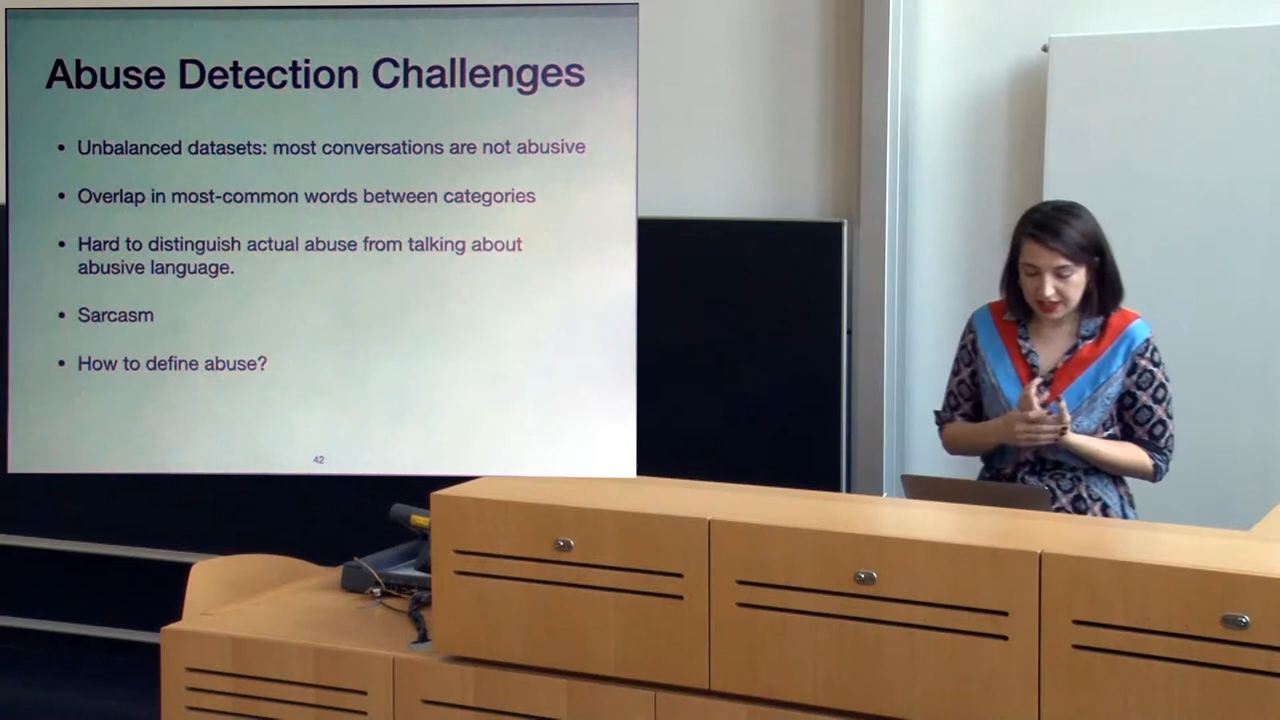 Abuse Detection Challenges
• Unbalanced datasets: most conversations are not abusive
• Overlap in most-common words between categories
• Hard to distinguish actual abuse from talking about
abusive language.
• Sarcasm
• How to define abuse?
42